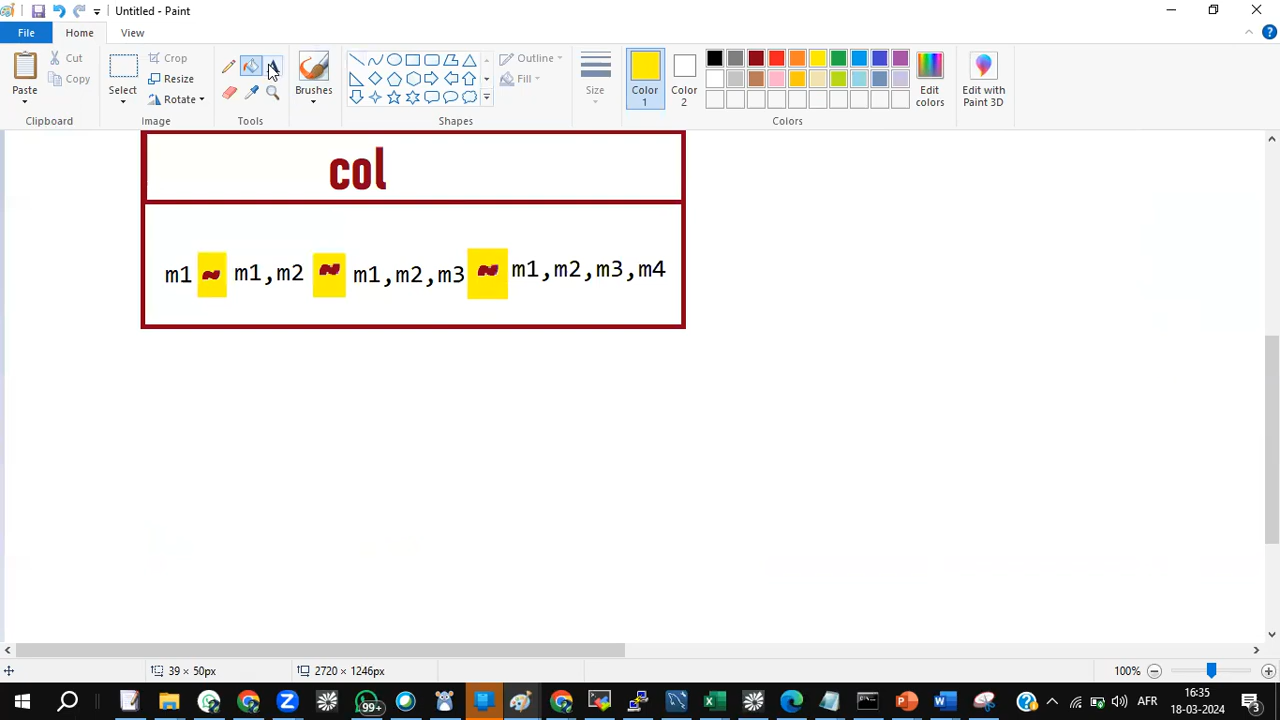 Untitled - Paint
File Home View
Paste
Clipboard
Cut
Copy
Select
Crop
Resize
Rotate
Image
Tools
Brushes
Shapes
Outline
Fill
Size
Color 1
Color 2
Colors
Edit colors
Edit with Paint 3D
col
m1 ~ m1,m2 ~ m1,m2,m3 ~ m1,m2,m3,m4
39 × 50px
2720 × 1246px
100%
99+
AFR
16:35
18-03-2024
3